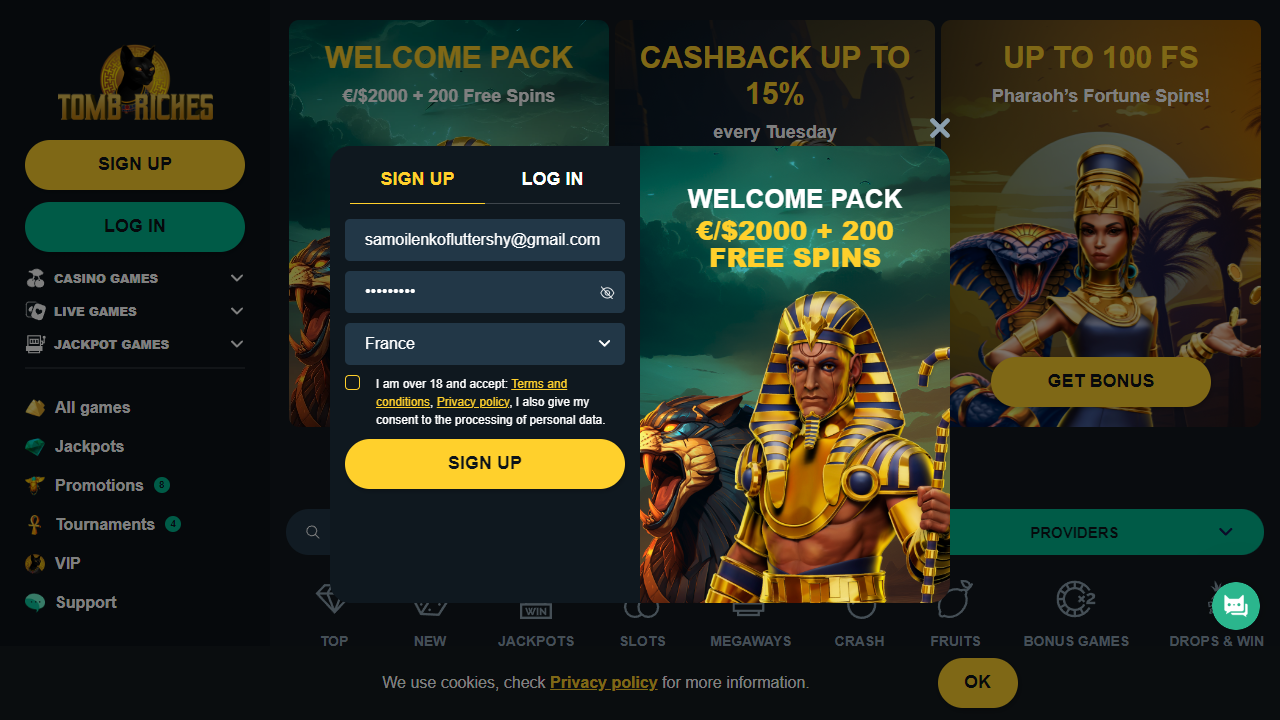 TOMB RICHES
SIGN UP
LOG IN
CASINO GAMES
LIVE GAMES
JACKPOT GAMES
All games
Jackpots
Promotions 8
Tournaments 4
VIP
Support
WELCOME PACK
€/$2000 + 200 Free Spins
CASHBACK UP TO
15%
every Tuesday
UP TO 100 FS
Pharaoh’s Fortune Spins!
GET BONUS
SIGN UP
LOG IN
samoilenkofluttershy@gmail.com
•••••••••
France
I am over 18 and accept: Terms and
conditions, Privacy policy, I also give my
consent to the processing of personal data.
SIGN UP
WELCOME PACK
€/$2000 + 200
FREE SPINS
PROVIDERS
WIN
X2
TOP
NEW
JACKPOTS
SLOTS
MEGAWAYS
CRASH
FRUITS
BONUS GAMES
DROPS & WIN
We use cookies, check Privacy policy for more information.
OK